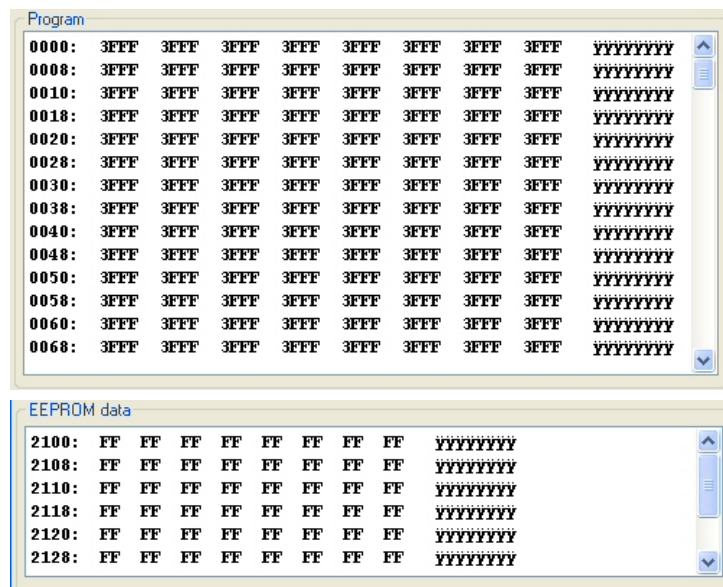 Program
0000: 3FFF 3FFF 3FFF 3FFF 3FFF 3FFF 3FFF 3FFF ÿÿÿÿÿÿÿÿ
0008: 3FFF 3FFF 3FFF 3FFF 3FFF 3FFF 3FFF 3FFF ÿÿÿÿÿÿÿÿ
0010: 3FFF 3FFF 3FFF 3FFF 3FFF 3FFF 3FFF 3FFF ÿÿÿÿÿÿÿÿ
0018: 3FFF 3FFF 3FFF 3FFF 3FFF 3FFF 3FFF 3FFF ÿÿÿÿÿÿÿÿ
0020: 3FFF 3FFF 3FFF 3FFF 3FFF 3FFF 3FFF 3FFF ÿÿÿÿÿÿÿÿ
0028: 3FFF 3FFF 3FFF 3FFF 3FFF 3FFF 3FFF 3FFF ÿÿÿÿÿÿÿÿ
0030: 3FFF 3FFF 3FFF 3FFF 3FFF 3FFF 3FFF 3FFF ÿÿÿÿÿÿÿÿ
0038: 3FFF 3FFF 3FFF 3FFF 3FFF 3FFF 3FFF 3FFF ÿÿÿÿÿÿÿÿ
0040: 3FFF 3FFF 3FFF 3FFF 3FFF 3FFF 3FFF 3FFF ÿÿÿÿÿÿÿÿ
0048: 3FFF 3FFF 3FFF 3FFF 3FFF 3FFF 3FFF 3FFF ÿÿÿÿÿÿÿÿ
0050: 3FFF 3FFF 3FFF 3FFF 3FFF 3FFF 3FFF 3FFF ÿÿÿÿÿÿÿÿ
0058: 3FFF 3FFF 3FFF 3FFF 3FFF 3FFF 3FFF 3FFF ÿÿÿÿÿÿÿÿ
0060: 3FFF 3FFF 3FFF 3FFF 3FFF 3FFF 3FFF 3FFF ÿÿÿÿÿÿÿÿ
0068: 3FFF 3FFF 3FFF 3FFF 3FFF 3FFF 3FFF 3FFF ÿÿÿÿÿÿÿÿ
EEPROM data
2100: FF FF FF FF FF FF FF FF ÿÿÿÿÿÿÿÿ
2108: FF FF FF FF FF FF FF FF ÿÿÿÿÿÿÿÿ
2110: FF FF FF FF FF FF FF FF ÿÿÿÿÿÿÿÿ
2118: FF FF FF FF FF FF FF FF ÿÿÿÿÿÿÿÿ
2120: FF FF FF FF FF FF FF FF ÿÿÿÿÿÿÿÿ
2128: FF FF FF FF FF FF FF FF ÿÿÿÿÿÿÿÿ